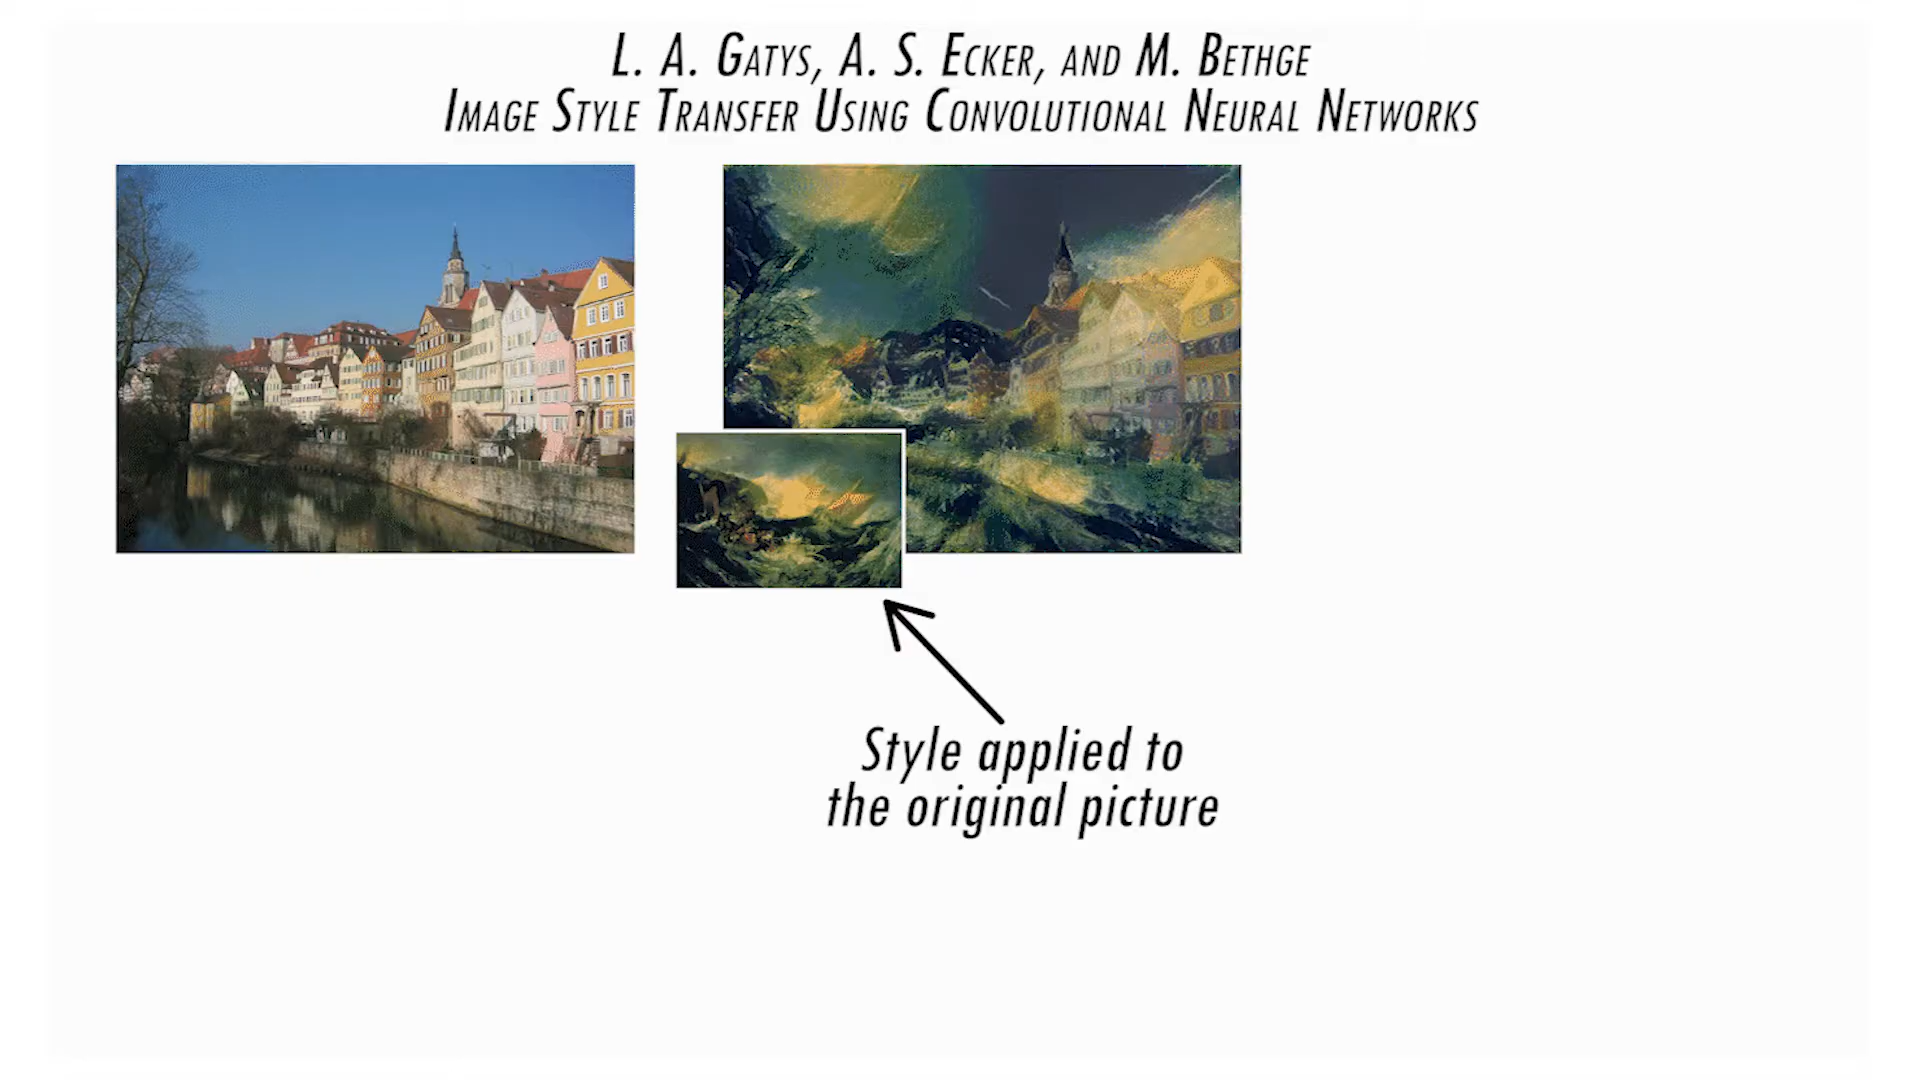 L. A. Gatys, A. S. Ecker, and M. Bethge
Image Style Transfer Using Convolutional Neural Networks
Style applied to
the original picture